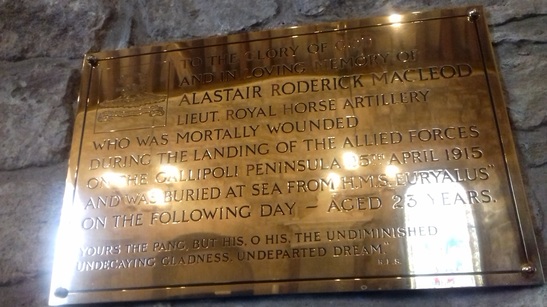 TO THE GLORY OF GOD
AND IN LOVING MEMORY OF
ALASTAIR RODERICK MACLEOD
LIEUT. ROYAL HORSE ARTILLERY
WHO WAS MORTALLY WOUNDED
DURING THE LANDING OF THE ALLIED FORCES
ON THE GALLIPOLI PENINSULA 25TH APRIL 1915
AND WAS BURIED AT SEA FROM H.M.S. "EURYALUS"
ON THE FOLLOWING DAY – AGED 23 YEARS.
"YOURS THE PANG, BUT HIS, O HIS, THE UNDIMINISHED
UNDECAYING GLADNESS, UNDEPARTED DREAM"